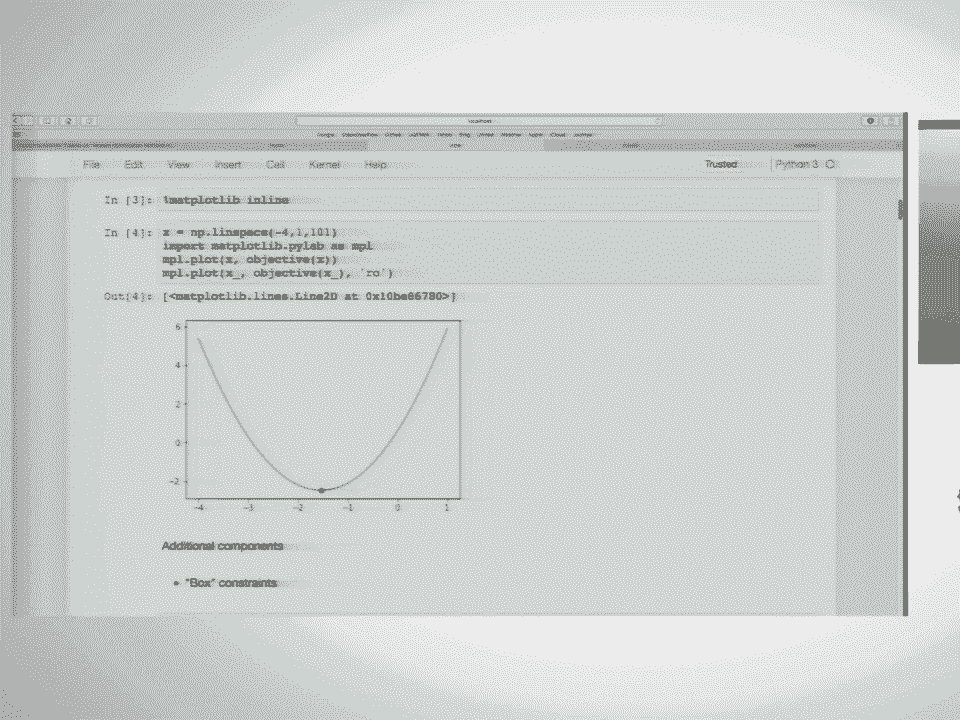 localhost
File Edit View Insert Cell Kernel Help Trusted Python 3
In [3]: %matplotlib inline
In [4]: x = np.linspace(-4,1,101)
import matplotlib.pylab as mpl
mpl.plot(x, objective(x))
mpl.plot(x_, objective(x_), 'ro')
Out[4]: [<matplotlib.lines.Line2D at 0x10be86780>]
6
4
2
0
-2
-4 -3 -2 -1 0 1
Additional components
• "Box" constraints